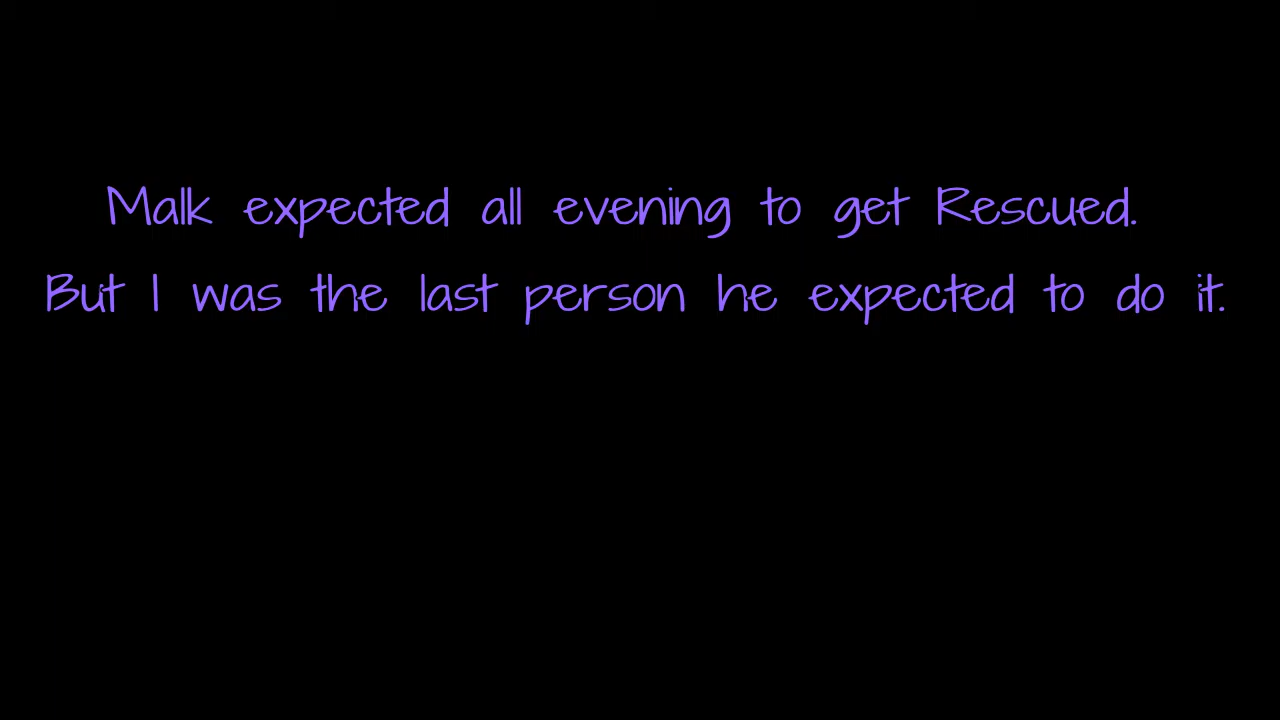 Malk expected all evening to get Rescued.
But I was the last person he expected to do it.